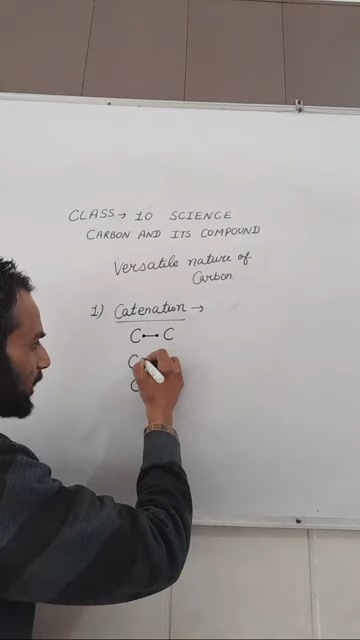 CLASS → 10 SCIENCE
CARBON AND ITS COMPOUND
Versatile nature of
Carbon
1) Catenation →
C — C
C
C